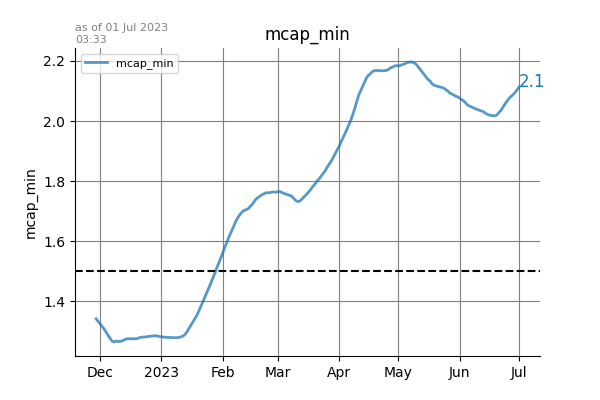 as of 01 Jul 2023
03:33
mcap_min
mcap_min
2.2
2.0
1.8
1.6
1.4
mcap_min
2.1
Dec 2023 Feb Mar Apr May Jun Jul